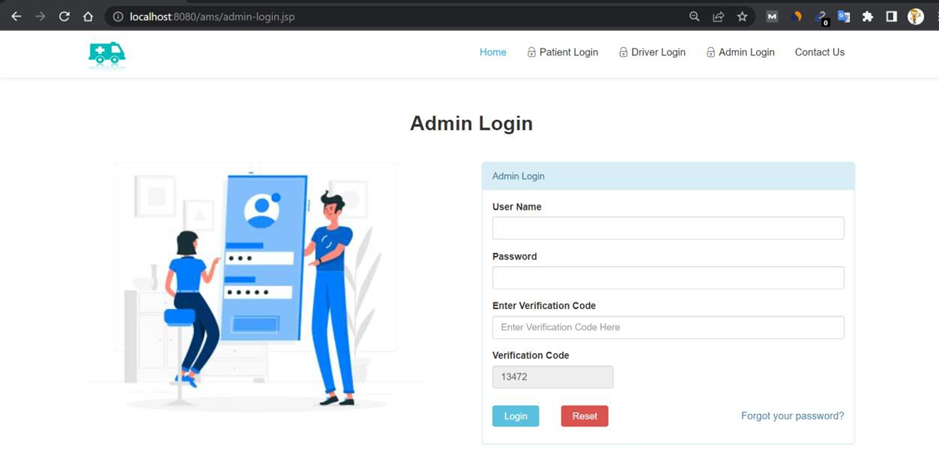 localhost:8080/ams/admin-login.jsp
Home Patient Login Driver Login Admin Login Contact Us
Admin Login
Admin Login
User Name
Password
Enter Verification Code
Enter Verification Code Here
Verification Code
13472
Login Reset Forgot your password?